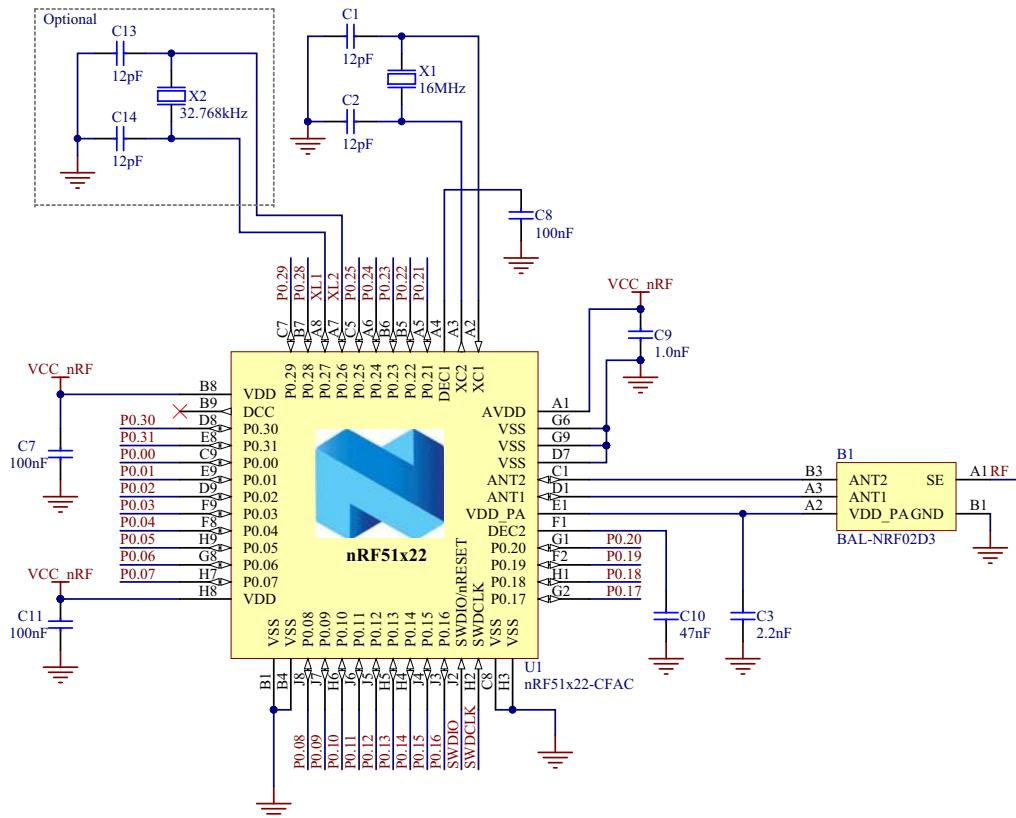 Optional
C13
12pF
X2
32.768kHz
C14
12pF
C1
12pF
X1
16MHz
C2
12pF
C8
100nF
P0.29
P0.28
XL1
XL2
P0.25
P0.24
P0.23
P0.22
P0.21
C7
B7
A8
A7
C5
A6
B6
B5
A5
A4
A3
A2
P0.29
P0.28
P0.27
P0.26
P0.25
P0.24
P0.23
P0.22
P0.21
DEC1
XC2
XC1
VCC_nRF
C9
1.0nF
VCC_nRF
C7
100nF
B8 VDD
B9 DCC
P0.30 D8 P0.30
P0.31 E8 P0.31
P0.00 C9 P0.00
P0.01 E9 P0.01
P0.02 D9 P0.02
P0.03 F9 P0.03
P0.04 F8 P0.04
P0.05 H9 P0.05
P0.06 G8 P0.06
P0.07 H7 P0.07
H8 VDD
VCC_nRF
C11
100nF
nRF51x22
AVDD A1
VSS G6
VSS G9
VSS D7
ANT2 C1
ANT1 D1
VDD_PA E1
DEC2 F1
P0.20 G1 P0.20
P0.19 F2 P0.19
P0.18 H1 P0.18
P0.17 G2 P0.17
B1
B3 ANT2 SE A1 RF
A3 ANT1
A2 VDD_PA GND B1
BAL-NRF02D3
C10
47nF
C3
2.2nF
VSS
VSS
P0.08
P0.09
P0.10
P0.11
P0.12
P0.13
P0.14
P0.15
P0.16
SWDIO/nRESET
SWDCLK
VSS
VSS
U1
nRF51x22-CFAC
B1
B4
J8
J7
H6
J6
J5
H5
H4
J4
J3
J2
H2
C8
H3
P0.08
P0.09
P0.10
P0.11
P0.12
P0.13
P0.14
P0.15
P0.16
SWDIO
SWDCLK